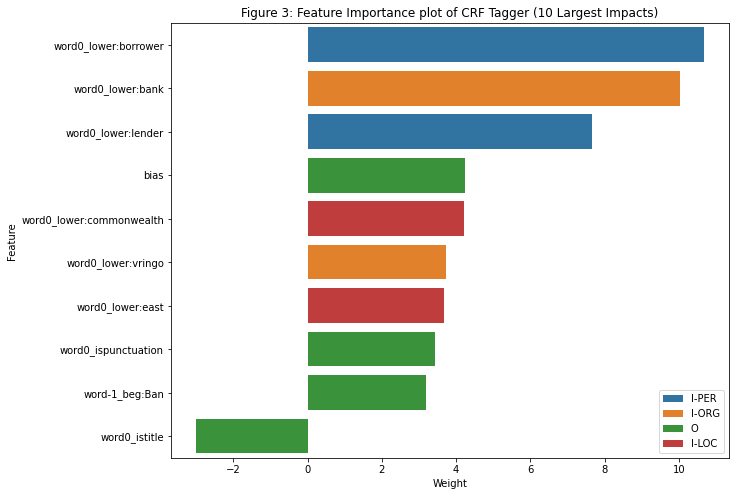 Figure 3: Feature Importance plot of CRF Tagger (10 Largest Impacts)
word0_lower:borrower
word0_lower:bank
word0_lower:lender
bias
word0_lower:commonwealth
word0_lower:vringo
word0_lower:east
word0_ispunctuation
word-1_beg:Ban
word0_istitle
Feature
I-PER
I-ORG
O
I-LOC
−2 0 2 4 6 8 10
Weight